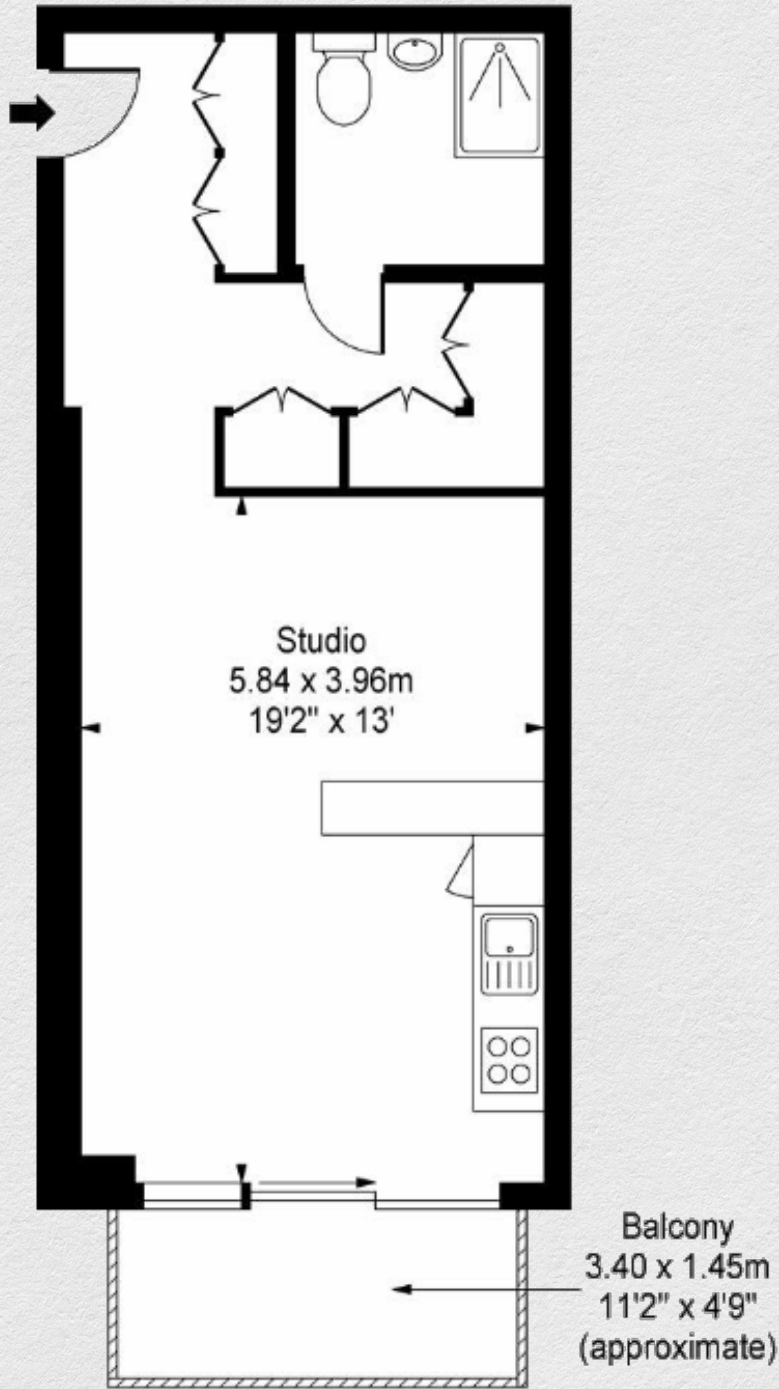 Studio
5.84 x 3.96m
19'2" x 13'
Balcony
3.40 x 1.45m
11'2" x 4'9"
(approximate)